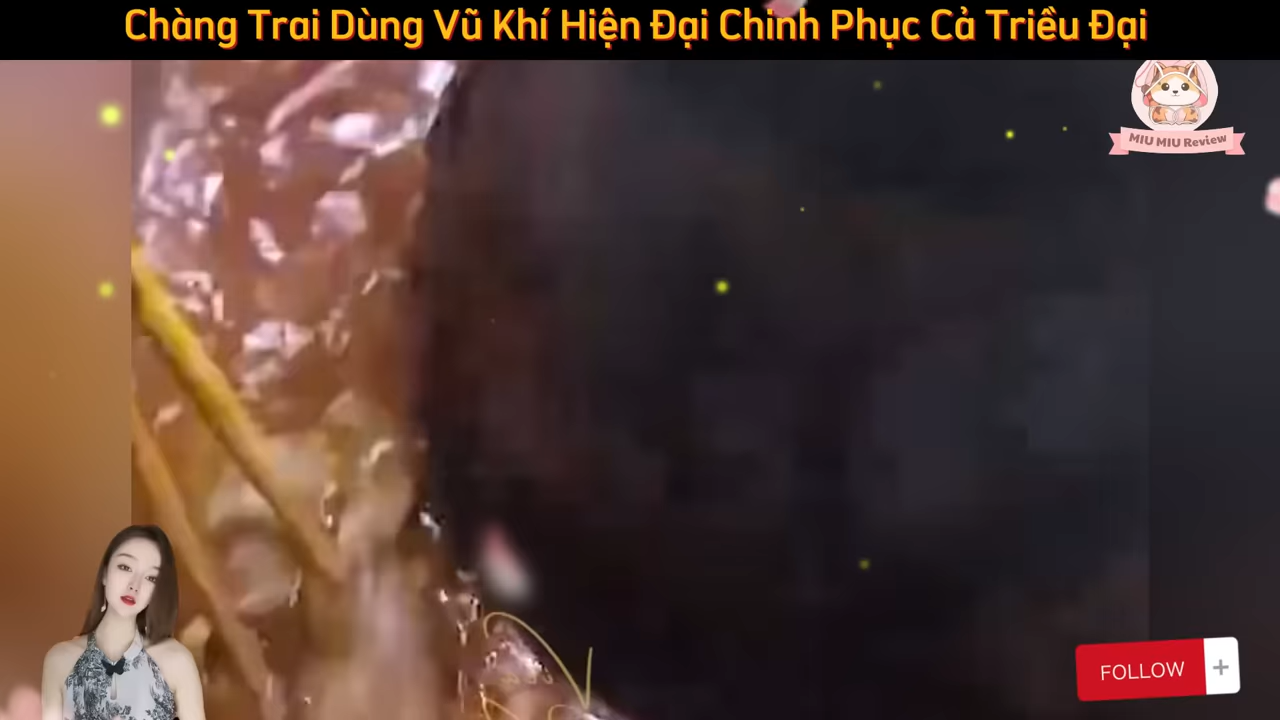 Chàng Trai Dùng Vũ Khí Hiện Đại Chinh Phục Cả Triều Đại
MIU MIU Review
FOLLOW